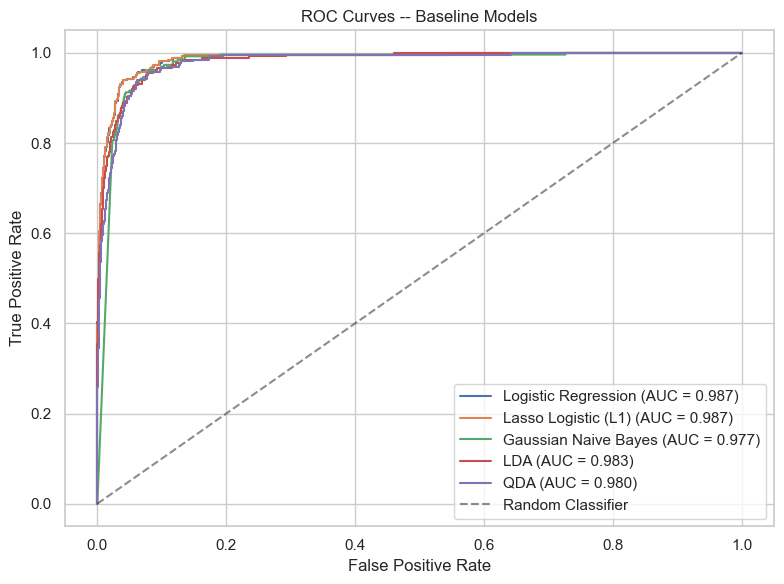 ROC Curves -- Baseline Models
True Positive Rate
1.0
0.8
0.6
0.4
0.2
0.0
Logistic Regression (AUC = 0.987)
Lasso Logistic (L1) (AUC = 0.987)
Gaussian Naive Bayes (AUC = 0.977)
LDA (AUC = 0.983)
QDA (AUC = 0.980)
Random Classifier
0.0 0.2 0.4 0.6 0.8 1.0
False Positive Rate